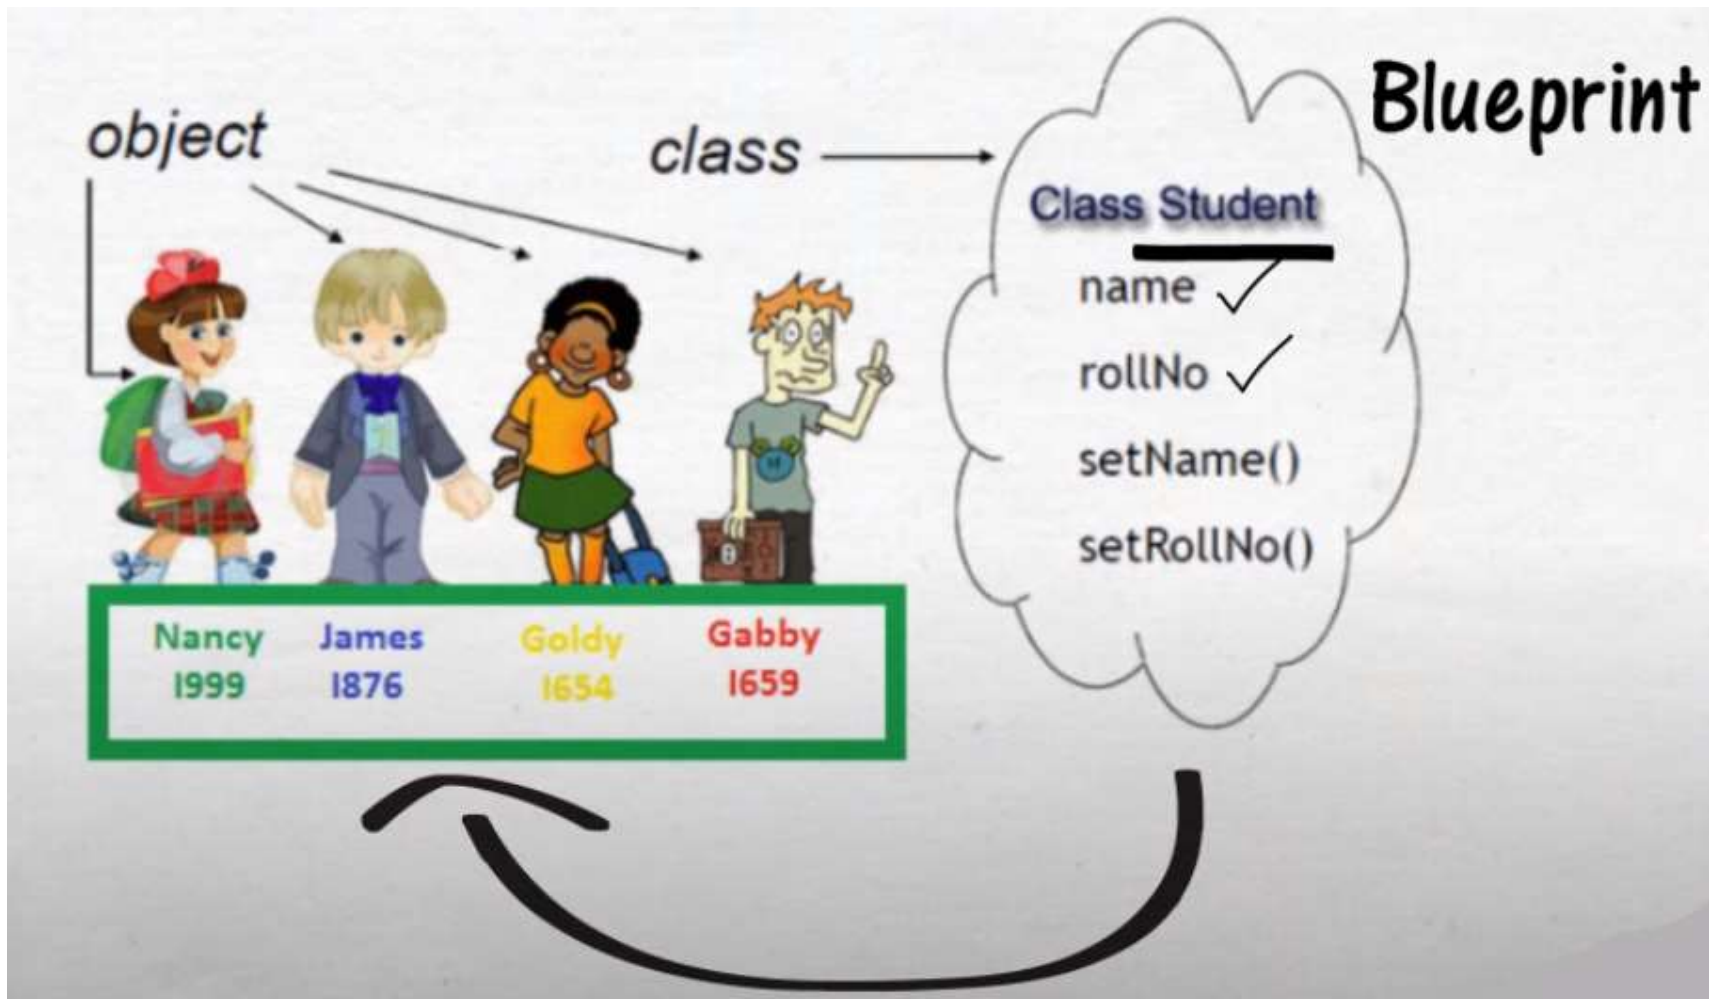 object
class
Blueprint
Class Student
name
rollNo
setName()
setRollNo()
Nancy James Goldy Gabby
1999 1876 1654 1659